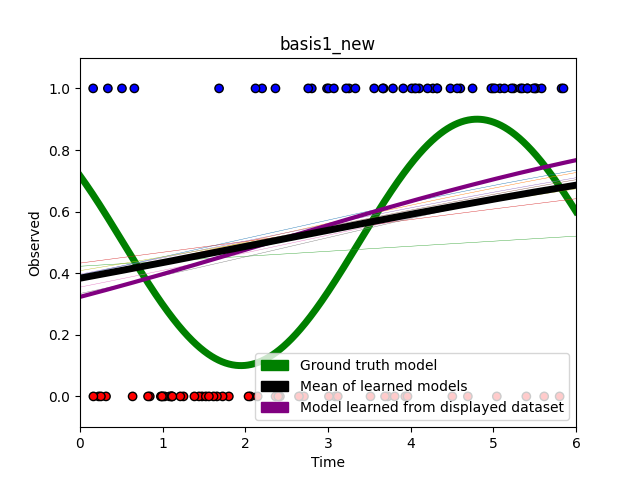 basis1_new
1.0
0.8
0.6
0.4
0.2
0.0
Observed
Ground truth model
Mean of learned models
Model learned from displayed dataset
0 1 2 3 4 5 6
Time